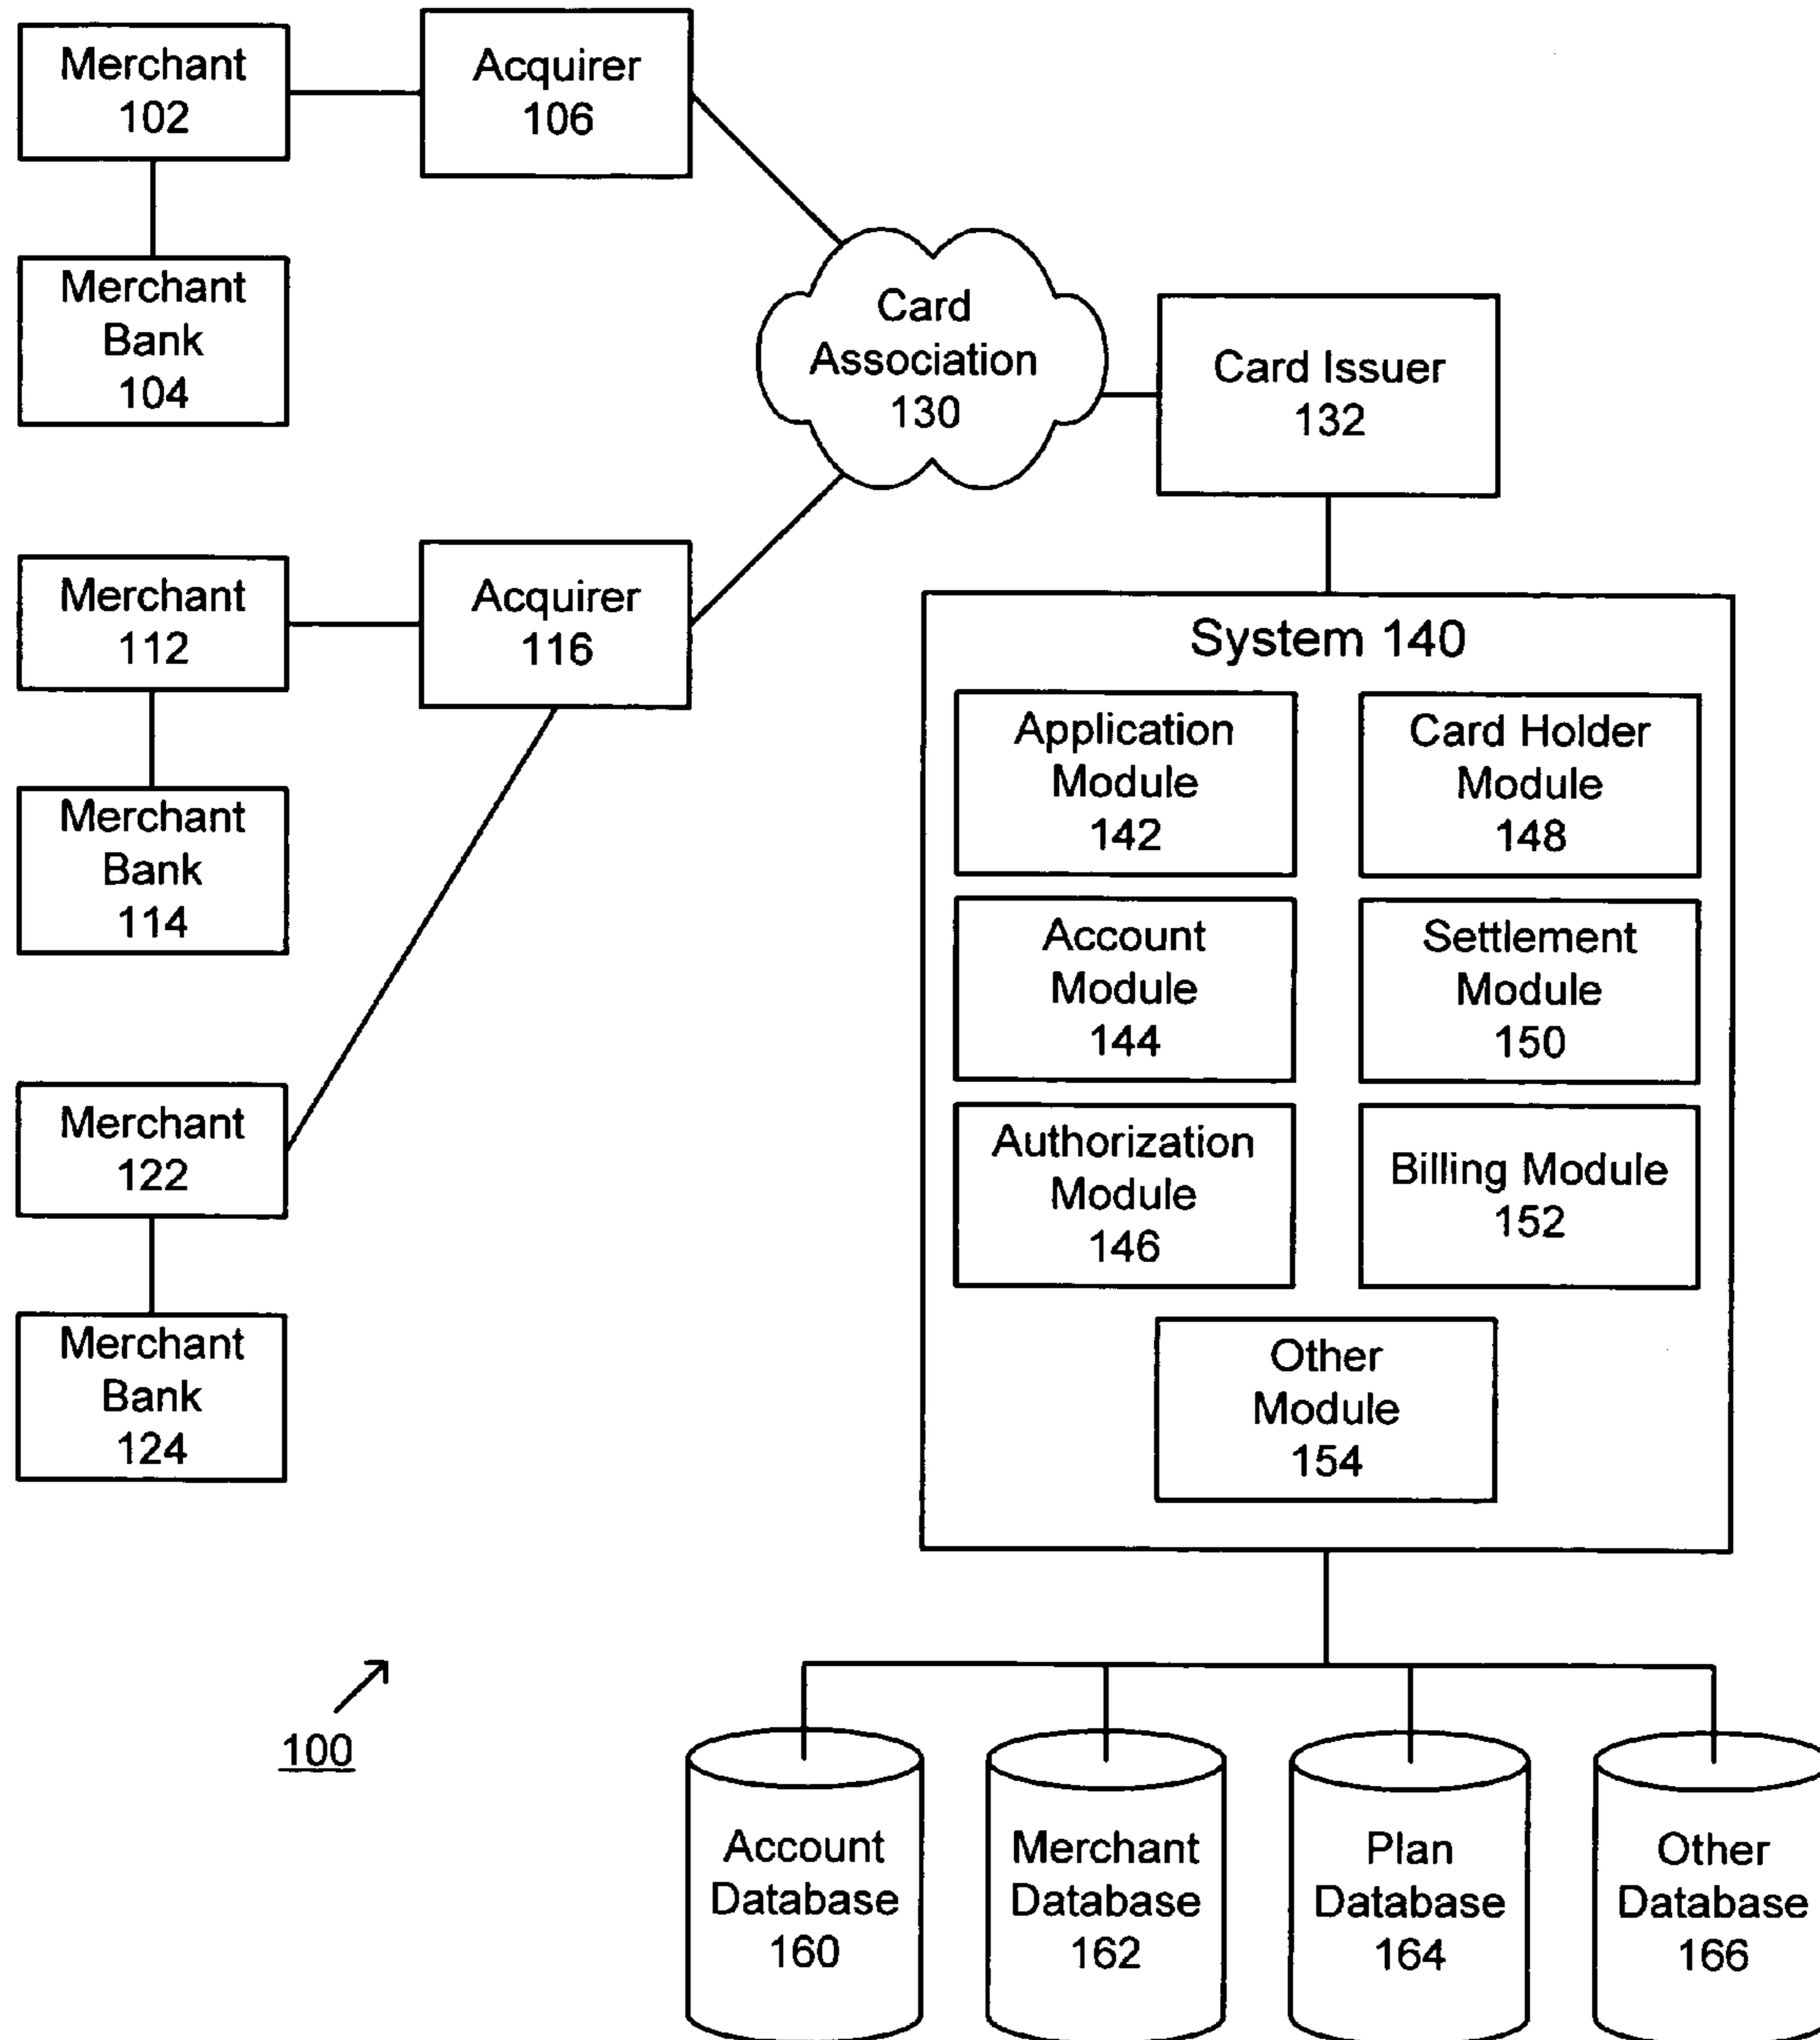 Merchant
102
Acquirer
106
Merchant
Bank
104
Card
Association
130
Card Issuer
132
Merchant
112
Acquirer
116
Merchant
Bank
114
Merchant
122
Merchant
Bank
124
System 140
Application
Module
142
Card Holder
Module
148
Account
Module
144
Settlement
Module
150
Authorization
Module
146
Billing Module
152
Other
Module
154
100
Account
Database
160
Merchant
Database
162
Plan
Database
164
Other
Database
166